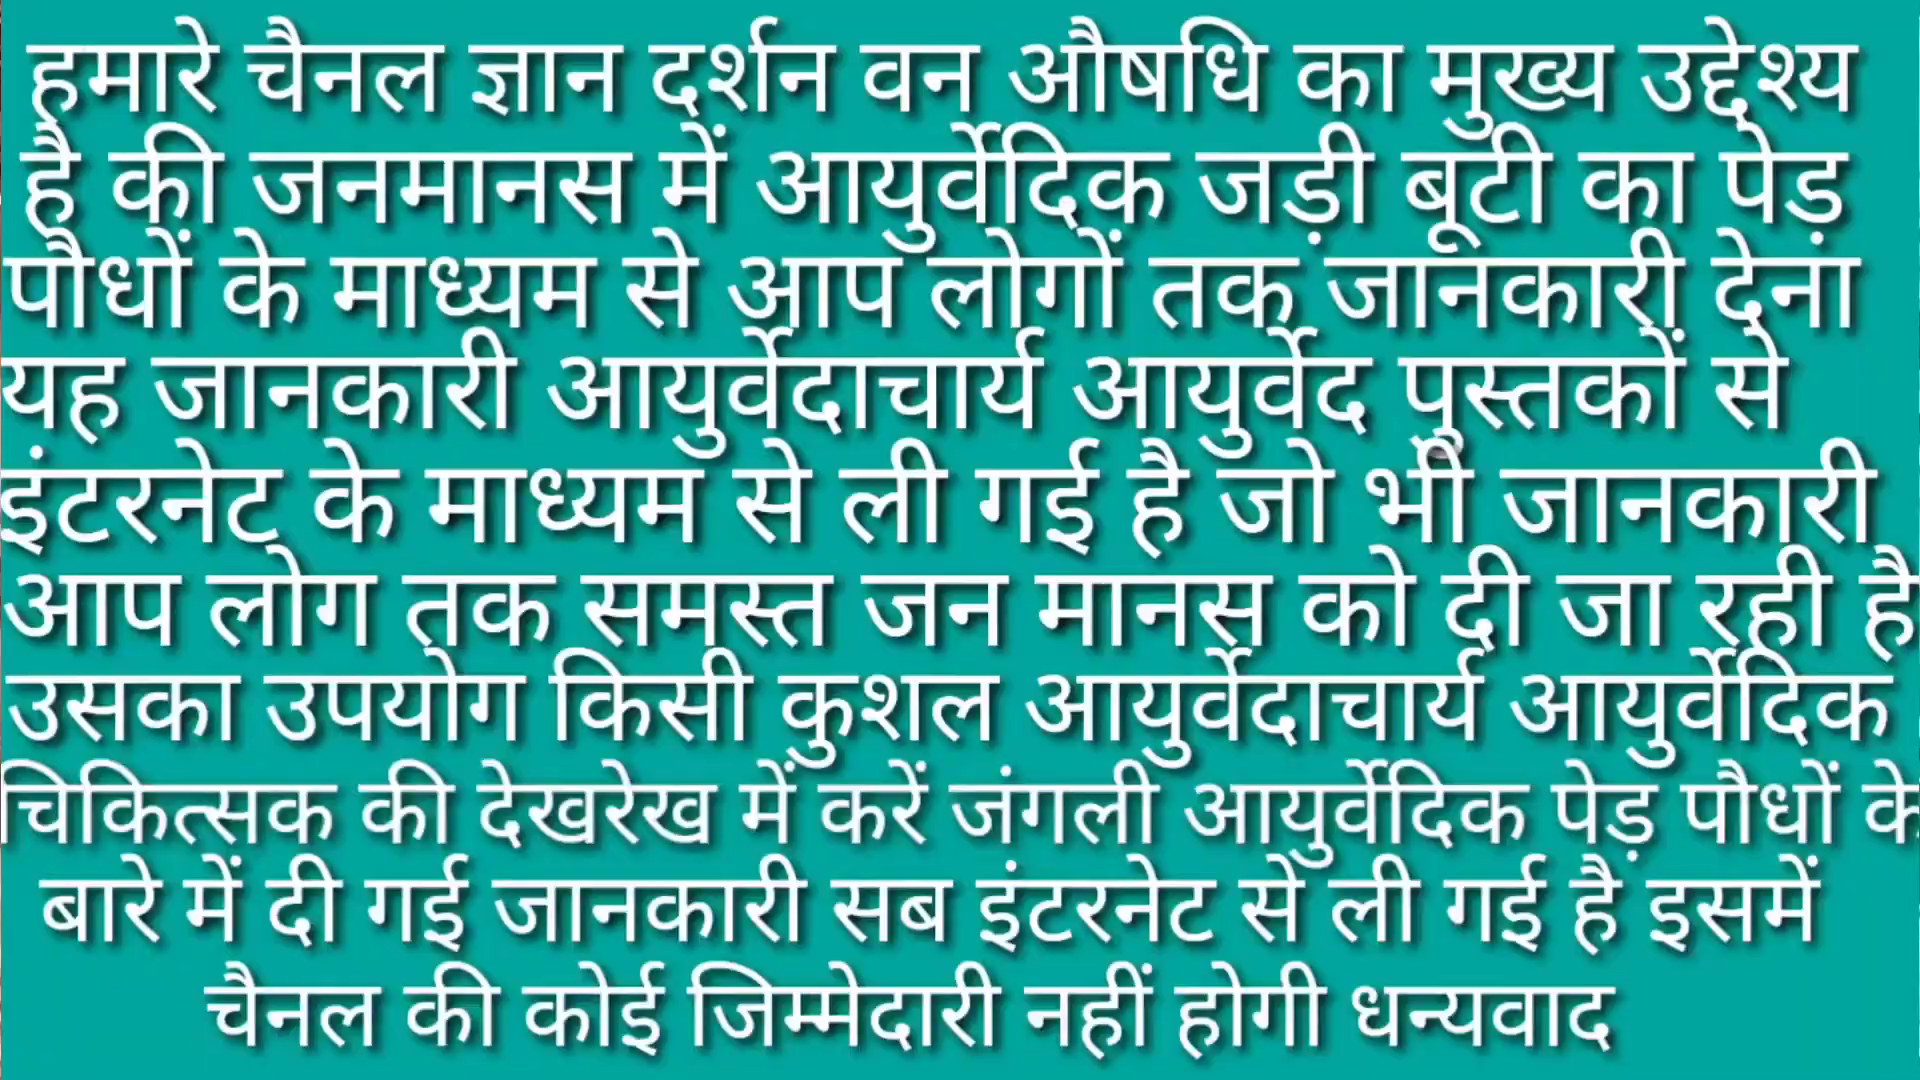 हमारे चैनल ज्ञान दर्शन वन औषधि का मुख्य उद्देश्य
है की जनमानस में आयुर्वेदिक जड़ी बूटी का पेड़
पौधों के माध्यम से आप लोगों तक जानकारी देना
यह जानकारी आयुर्वेदाचार्य आयुर्वेद पुस्तकों से
इंटरनेट के माध्यम से ली गई है जो भी जानकारी
आप लोग तक समस्त जन मानस को दी जा रही है
उसका उपयोग किसी कुशल आयुर्वेदाचार्य आयुर्वेदिक
चिकित्सक की देखरेख में करें जंगली आयुर्वेदिक पेड़ पौधों के
बारे में दी गई जानकारी सब इंटरनेट से ली गई है इसमें
चैनल की कोई जिम्मेदारी नहीं होगी धन्यवाद